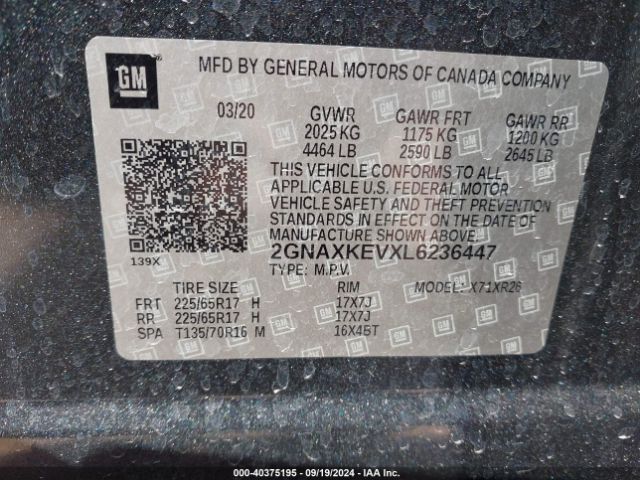 GM MFD BY GENERAL MOTORS OF CANADA COMPANY
03/20 GVWR GAWR FRT GAWR RR
2025 KG 1175 KG 1200 KG
4464 LB 2590 LB 2645 LB
THIS VEHICLE CONFORMS TO ALL
APPLICABLE U.S. FEDERAL MOTOR
VEHICLE SAFETY AND THEFT PREVENTION
STANDARDS IN EFFECT ON THE DATE OF
MANUFACTURE SHOWN ABOVE.
139X 2GNAXKEVXL6236447
TYPE: M.P.V. MODEL: X71XR26
TIRE SIZE RIM
FRT 225/65R17 H 17X7J
RR 225/65R17 H 17X7J
SPA T135/70R16 M 16X45T
000-40375195 - 09/19/2024 - IAA Inc.